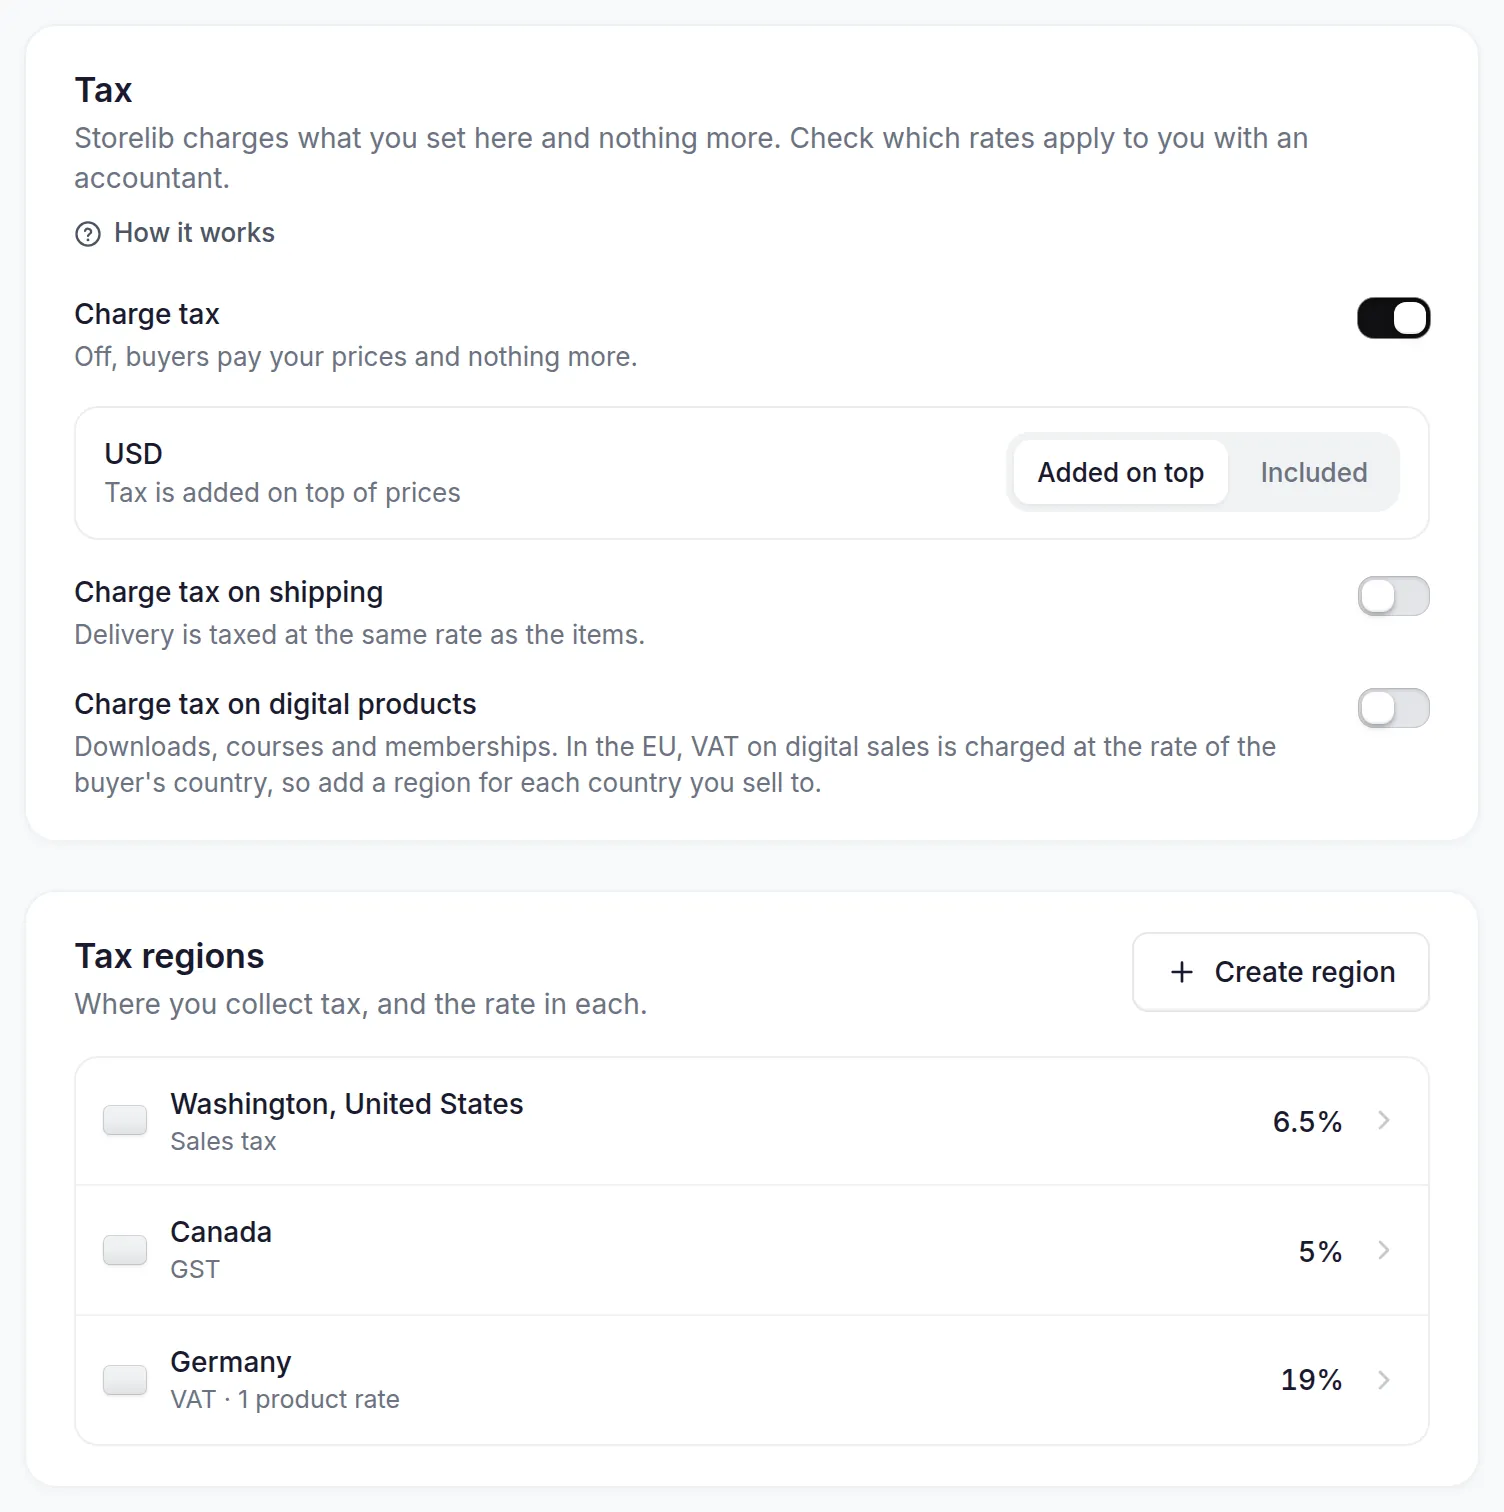 Tax
Storelib charges what you set here and nothing more. Check which rates apply to you with an
accountant.
How it works
Charge tax
Off, buyers pay your prices and nothing more.
USD
Tax is added on top of prices
Added on top
Included
Charge tax on shipping
Delivery is taxed at the same rate as the items.
Charge tax on digital products
Downloads, courses and memberships. In the EU, VAT on digital sales is charged at the rate of the
buyer's country, so add a region for each country you sell to.
Tax regions
Where you collect tax, and the rate in each.
Create region
Washington, United States
Sales tax
6.5%
Canada
GST
5%
Germany
VAT · 1 product rate
19%